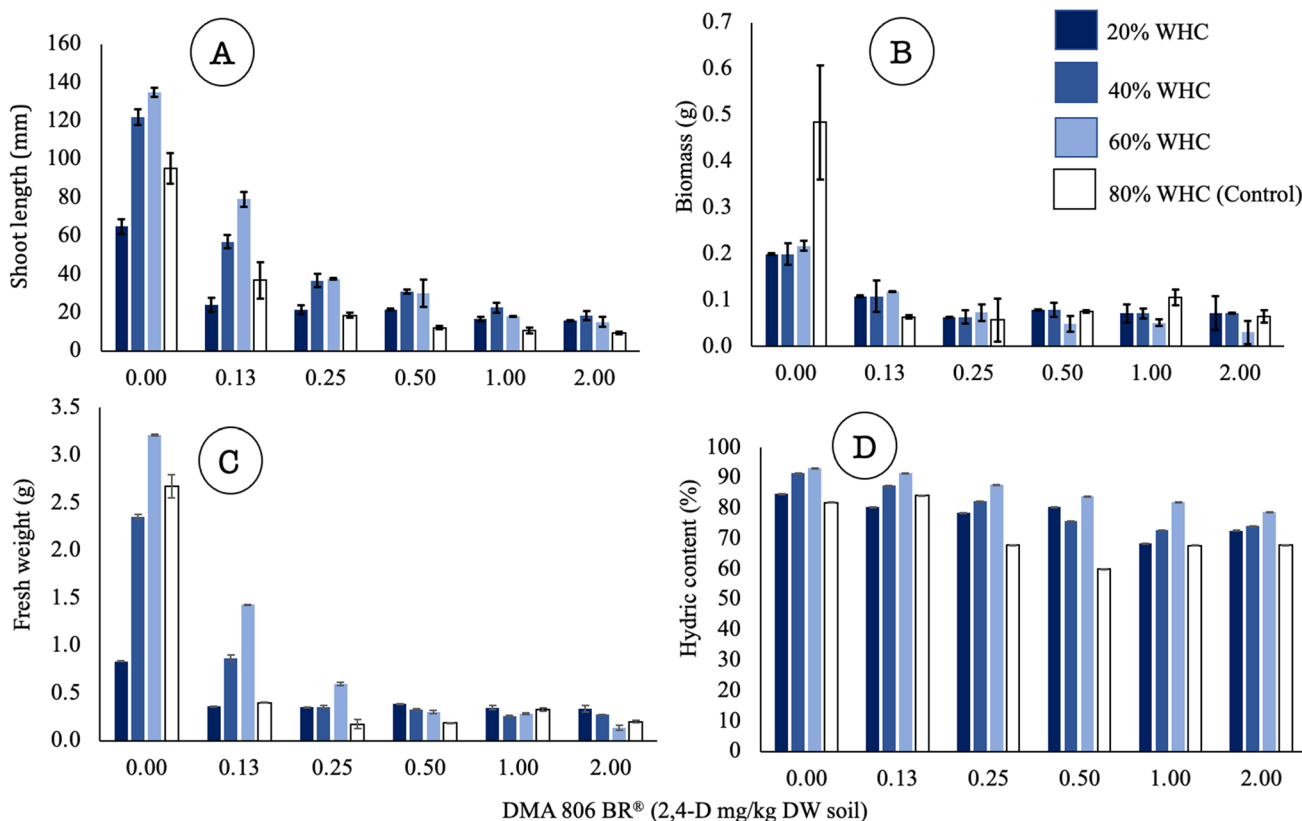 A
Shoot length (mm)
160
140
120
100
80
60
40
20
0
0.00 0.13 0.25 0.50 1.00 2.00
B
Biomass (g)
0.7
0.6
0.5
0.4
0.3
0.2
0.1
0.0
0.00 0.13 0.25 0.50 1.00 2.00
20% WHC
40% WHC
60% WHC
80% WHC (Control)
C
Fresh weight (g)
3.5
3.0
2.5
2.0
1.5
1.0
0.5
0.0
0.00 0.13 0.25 0.50 1.00 2.00
D
Hydric content (%)
100
90
80
70
60
50
40
30
20
10
0
0.00 0.13 0.25 0.50 1.00 2.00
DMA 806 BR® (2,4-D mg/kg DW soil)